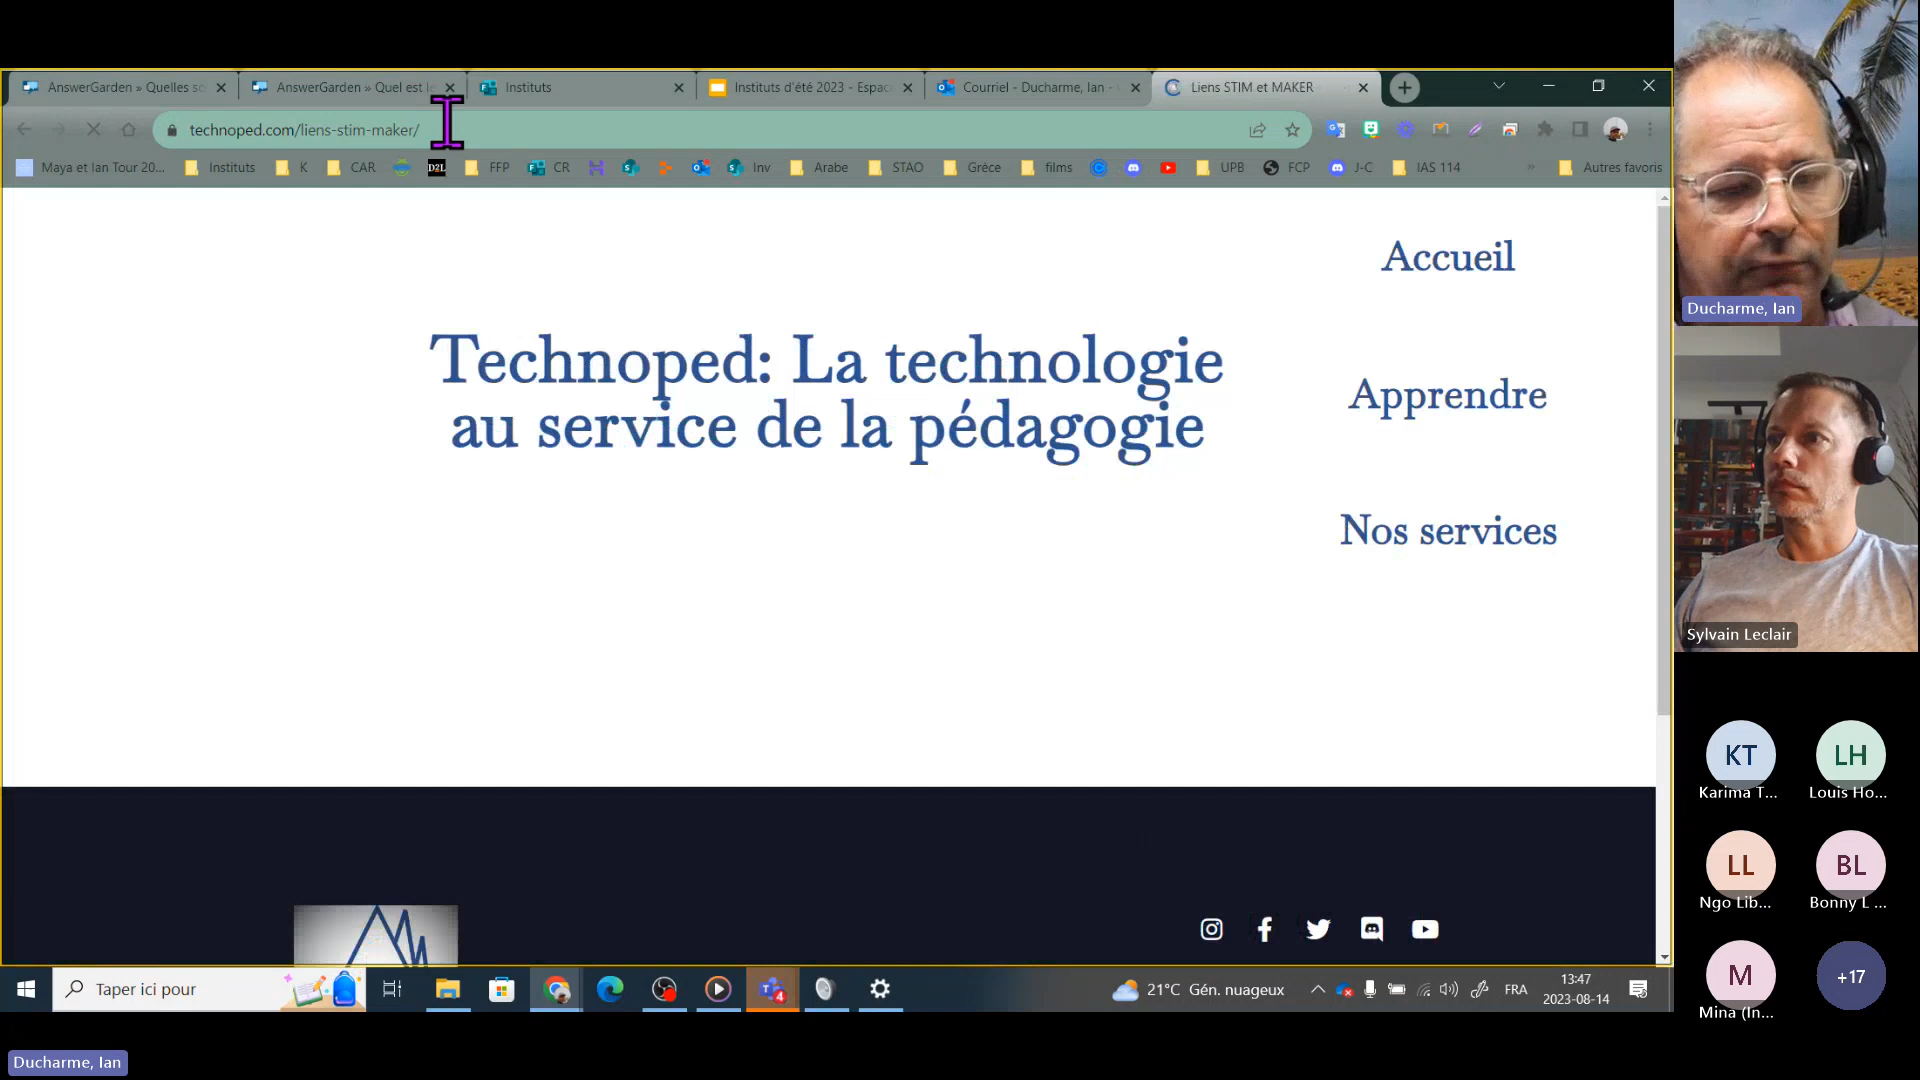 AnswerGarden » Quelles so
AnswerGarden » Quel est le
Instituts
Instituts d'été 2023 - Espac
Courriel - Ducharme, Ian -
Liens STIM et MAKER
technoped.com/liens-stim-maker/
Maya et Ian Tour 20...
Instituts
K
CAR
D2L
FFP
CR
Inv
Arabe
STAO
Grèce
films
UPB
FCP
J-C
IAS 114
»
Autres favoris
Accueil
Technoped: La technologie
au service de la pédagogie
Apprendre
Nos services
Ducharme, Ian
Sylvain Leclair
KT
Karima T...
LH
Louis Ho...
LL
Ngo Lib...
BL
Bonny L ...
M
Mina (In...
+17
Taper ici pour
4
21°C Gén. nuageux
FRA
13:47
2023-08-14
Ducharme, Ian